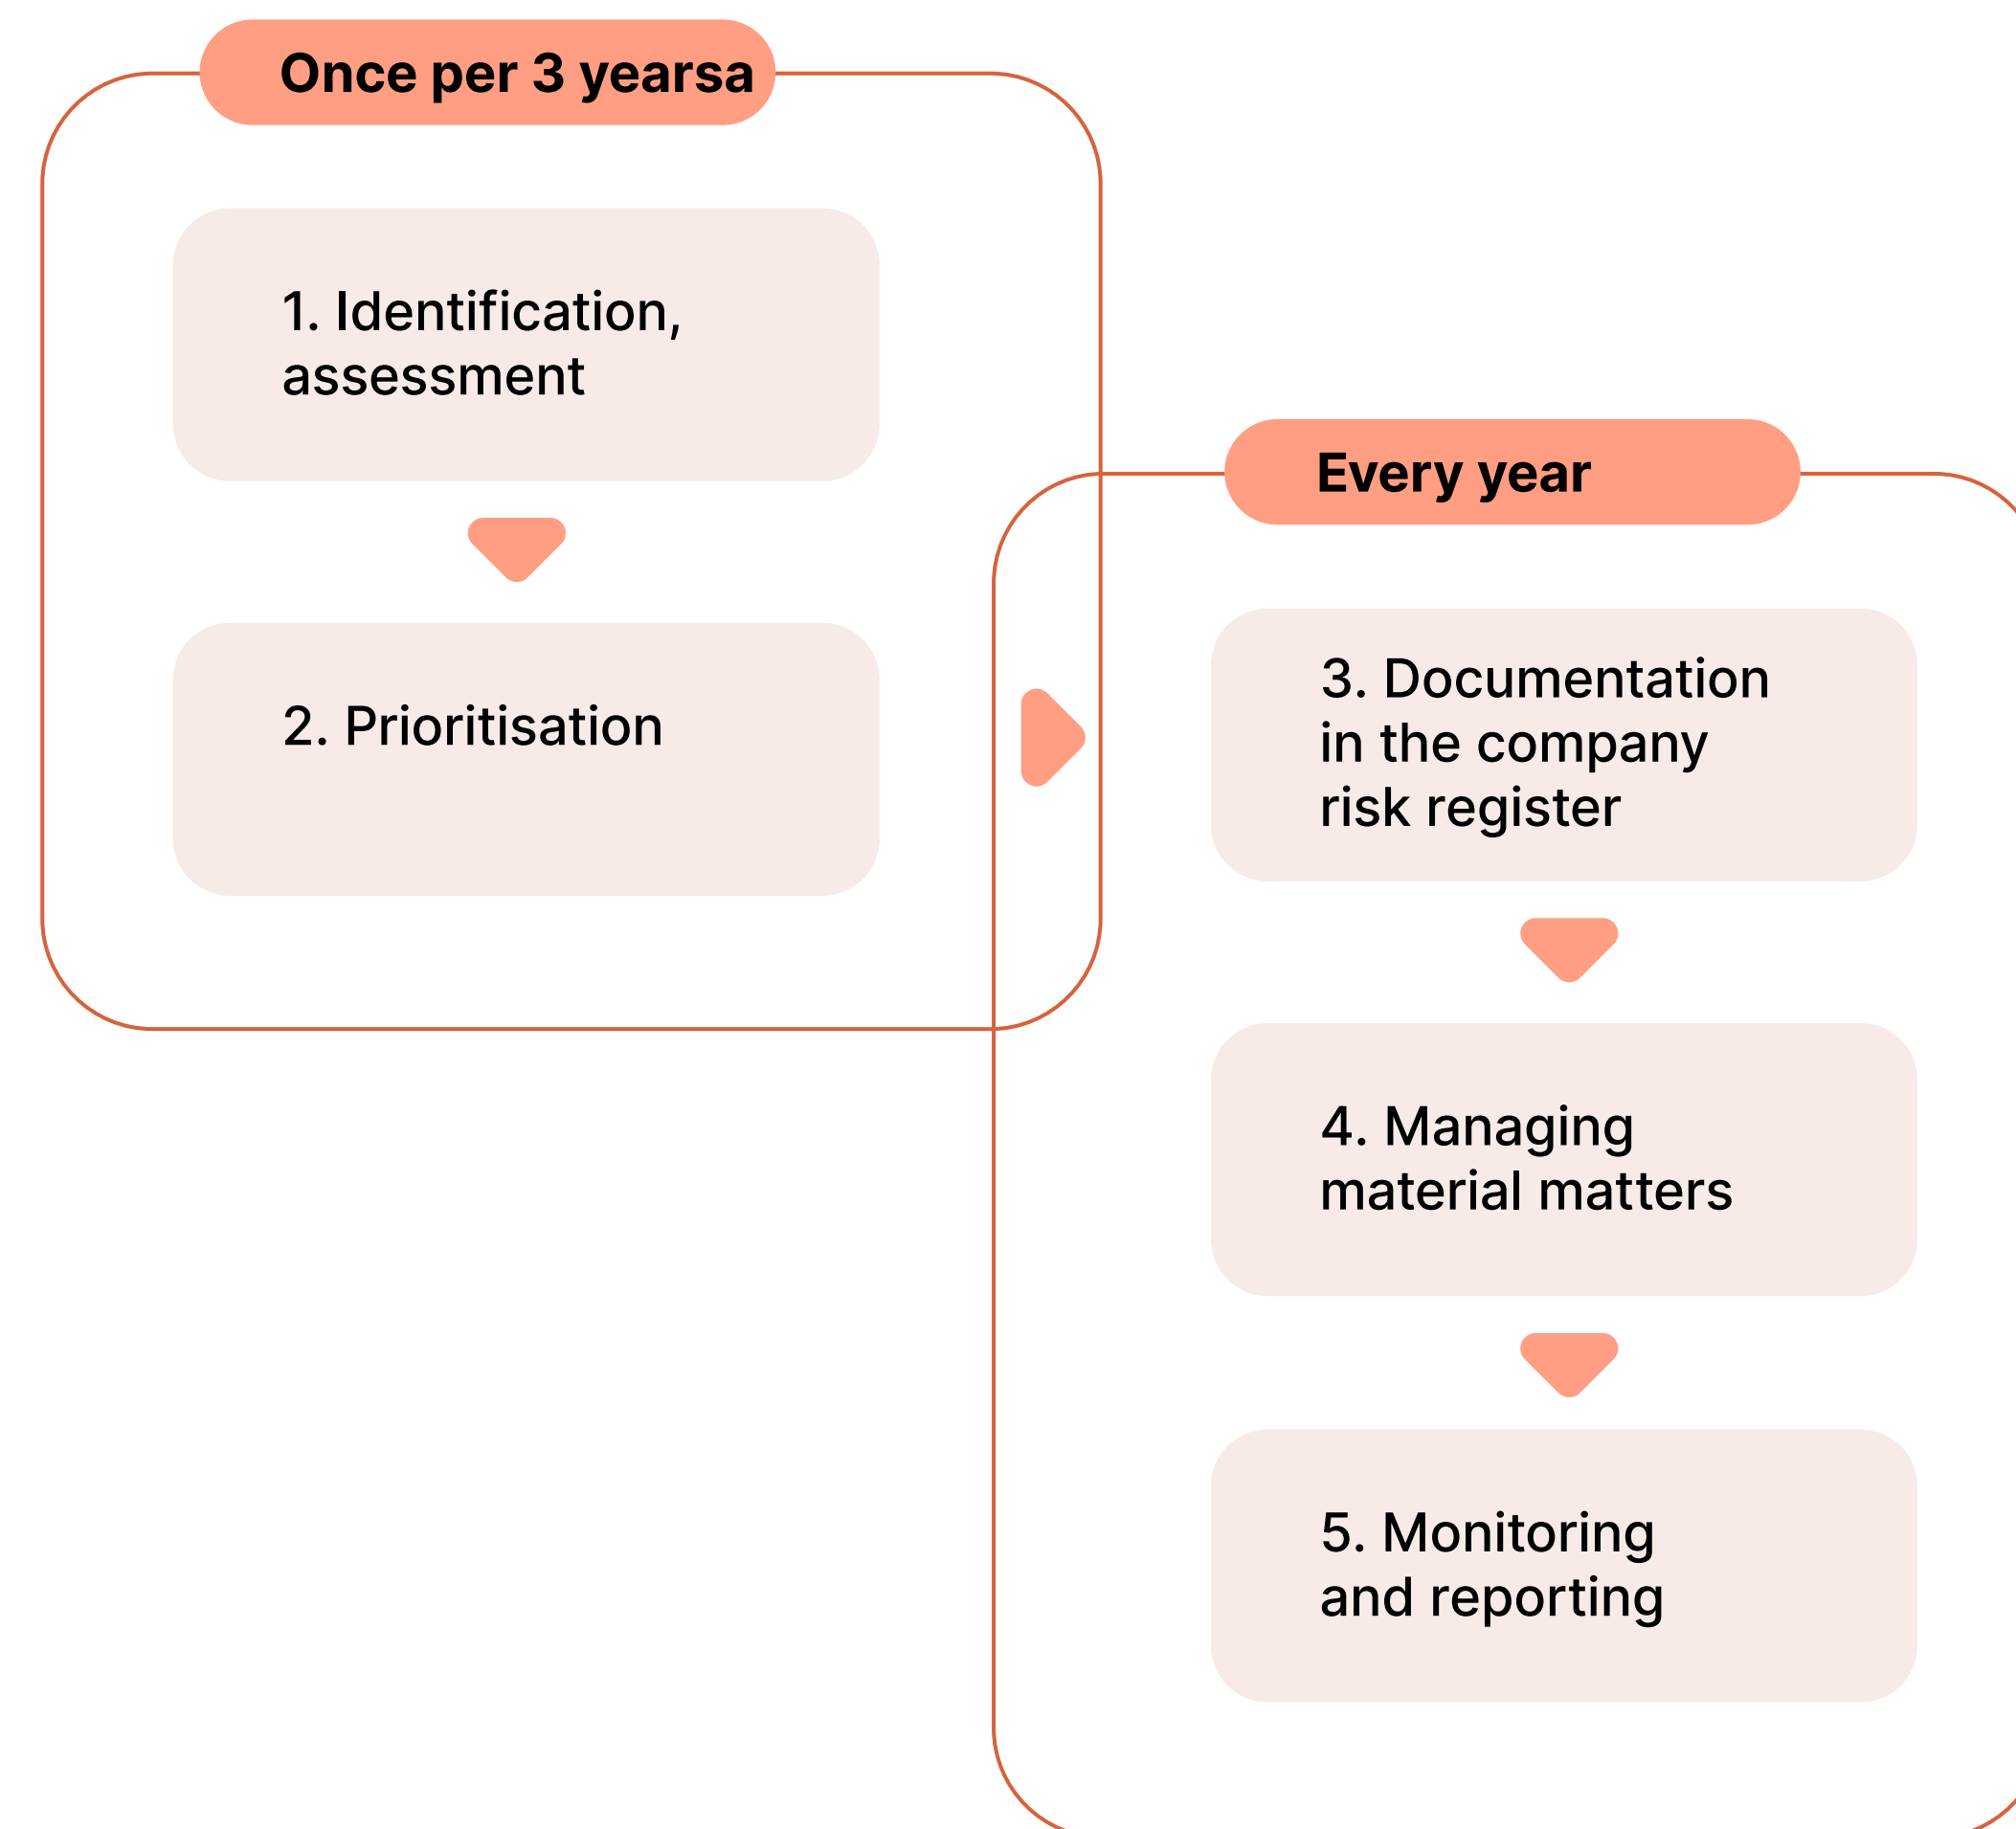 Once per 3 yearsa
1. Identification,
assessment
2. Prioritisation
Every year
3. Documentation
in the company
risk register
4. Managing
material matters
5. Monitoring
and reporting